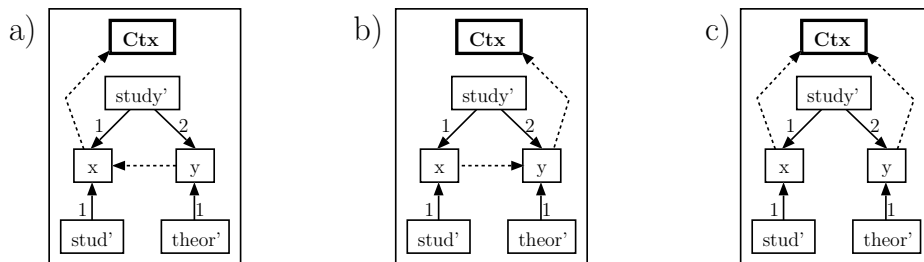 a) Ctx b) Ctx c) Ctx
study' study' study'
1 2 1 2 1 2
x y x y x y
1 1 1 1 1 1
stud' theor' stud' theor' stud' theor'